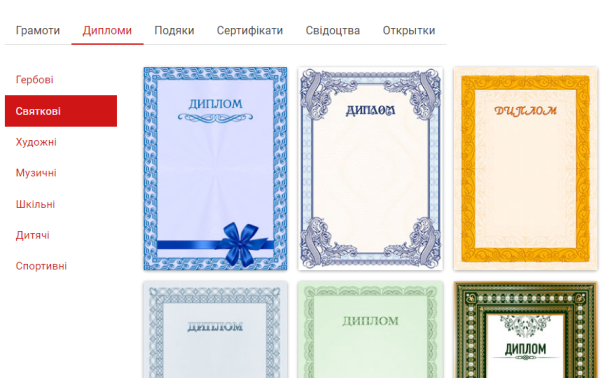 Грамоти Дипломи Подяки Сертифікати Свідоцтва Открытки
Гербові
Святкові
Художні
Музичні
Шкільні
Дитячі
Спортивні
ДИПЛОМ ДИПЛОМ ДИПЛОМ
ДИПЛОМ ДИПЛОМ ДИПЛОМ